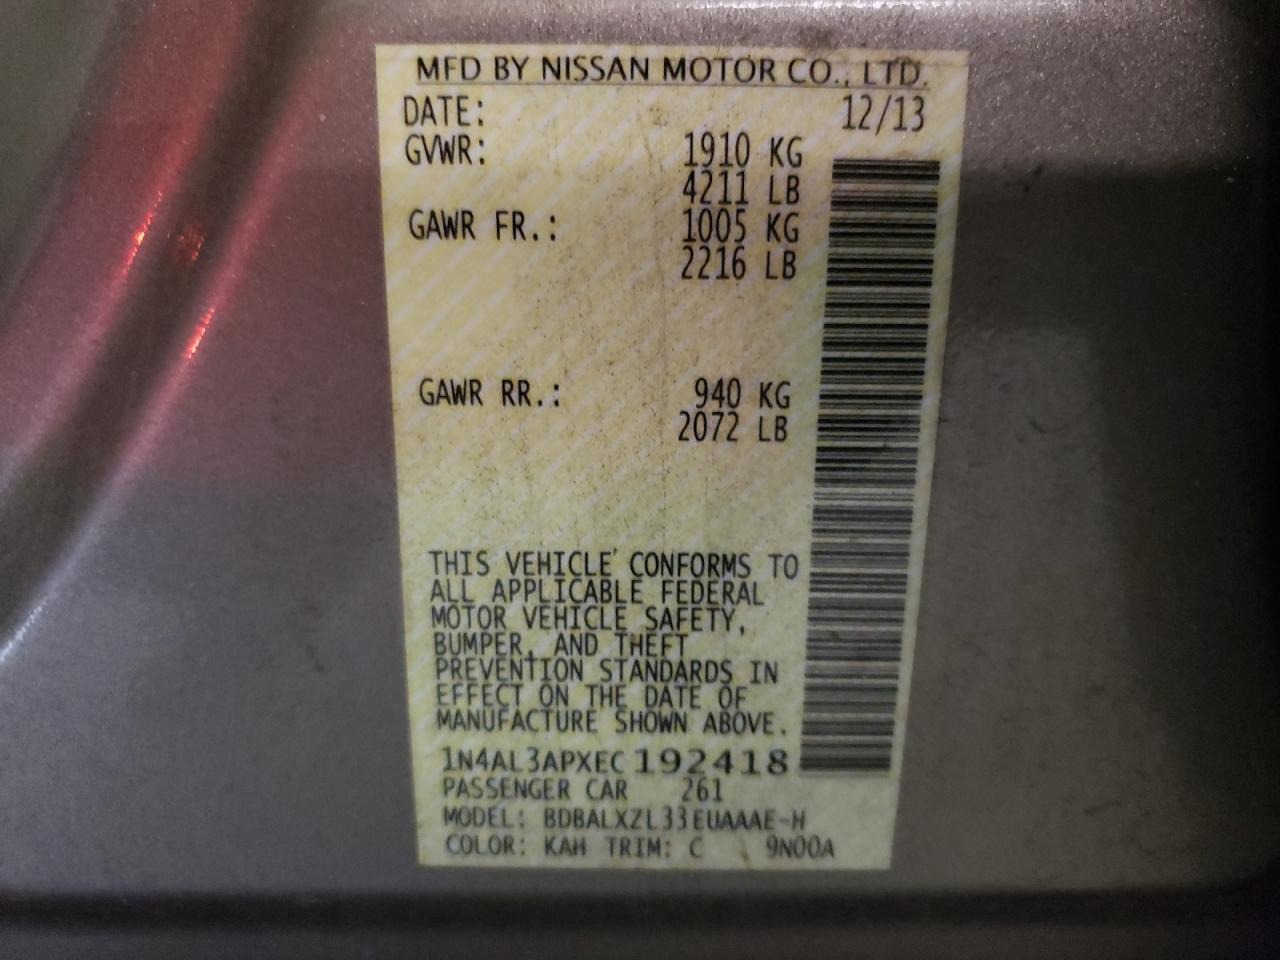 MFD BY NISSAN MOTOR CO., LTD.
DATE: 12/13
GVWR: 1910 KG
4211 LB
GAWR FR.: 1005 KG
2216 LB
GAWR RR.: 940 KG
2072 LB
THIS VEHICLE CONFORMS TO
ALL APPLICABLE FEDERAL
MOTOR VEHICLE SAFETY,
BUMPER, AND THEFT
PREVENTION STANDARDS IN
EFFECT ON THE DATE OF
MANUFACTURE SHOWN ABOVE.
1N4AL3APXEC192418
PASSENGER CAR 261
MODEL: BDBALXZL33EUAAAE-H
COLOR: KAH TRIM: C 9N00A